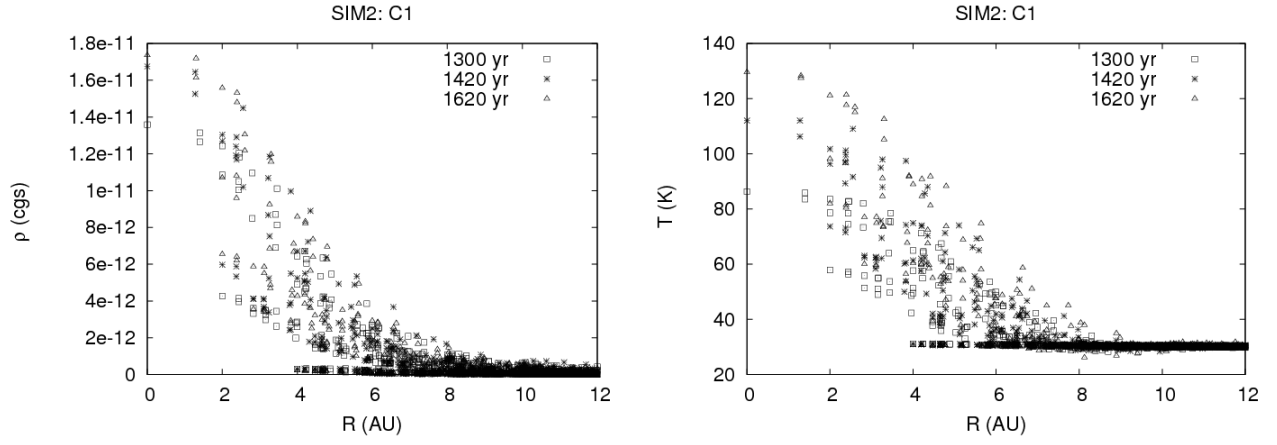 SIM2: C1
1300 yr
1420 yr
1620 yr
ρ (cgs)
1.8e-11
1.6e-11
1.4e-11
1.2e-11
1e-11
8e-12
6e-12
4e-12
2e-12
0
0 2 4 6 8 10 12
R (AU)
SIM2: C1
1300 yr
1420 yr
1620 yr
T (K)
140
120
100
80
60
40
20
0 2 4 6 8 10 12
R (AU)